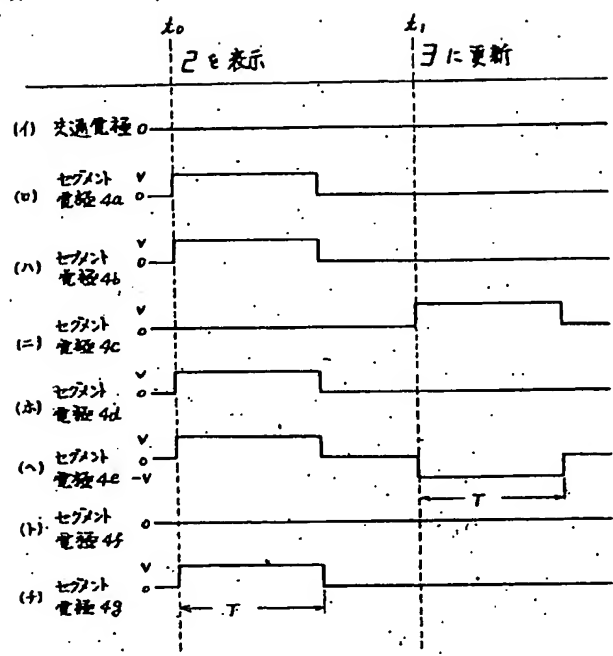 t₀ t₁
2を表示 3に更新
(イ) 共通電極 0
(ロ) セグメント電極4a V 0
(ハ) セグメント電極4b V 0
(ニ) セグメント電極4c V 0
(ホ) セグメント電極4d V 0
(ヘ) セグメント電極4e V 0 -V
T
(ト) セグメント電極4f 0
(チ) セグメント電極4g V 0
T